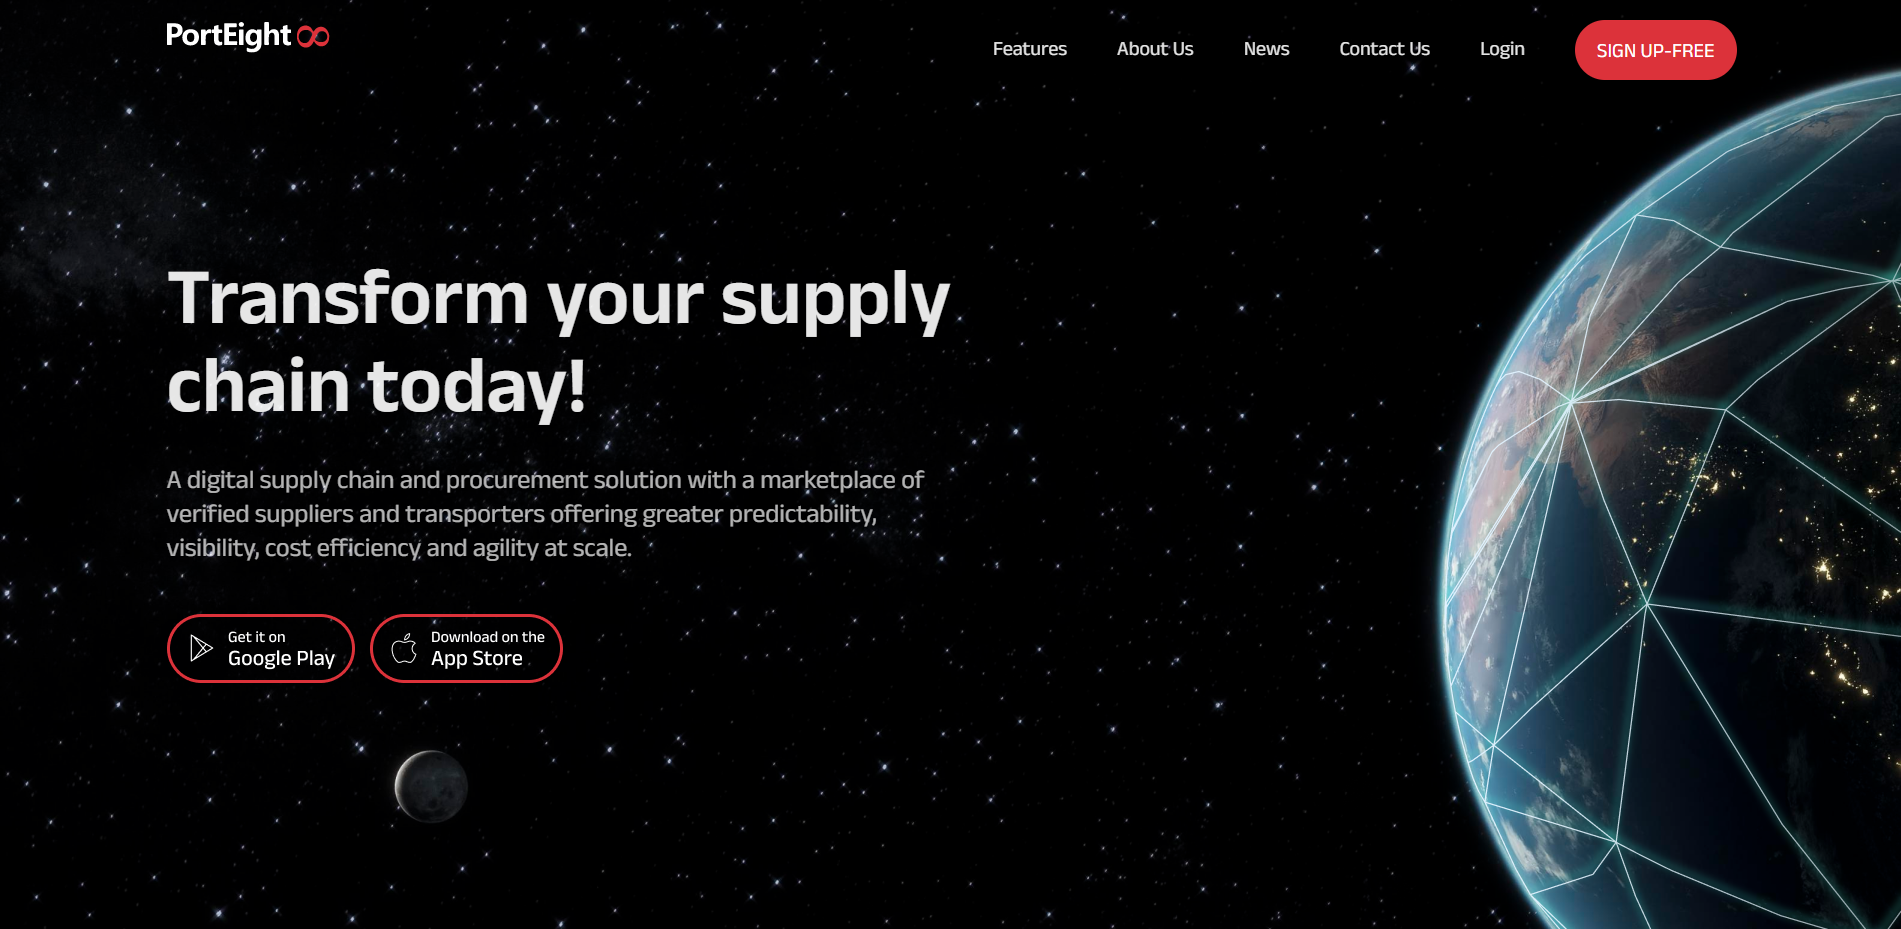 PortEight
Features
About Us
News
Contact Us
Login
SIGN UP-FREE
Transform your supply
chain today!
A digital supply chain and procurement solution with a marketplace of
verified suppliers and transporters offering greater predictability,
visibility, cost efficiency and agility at scale.
Get it on
Google Play
Download on the
App Store